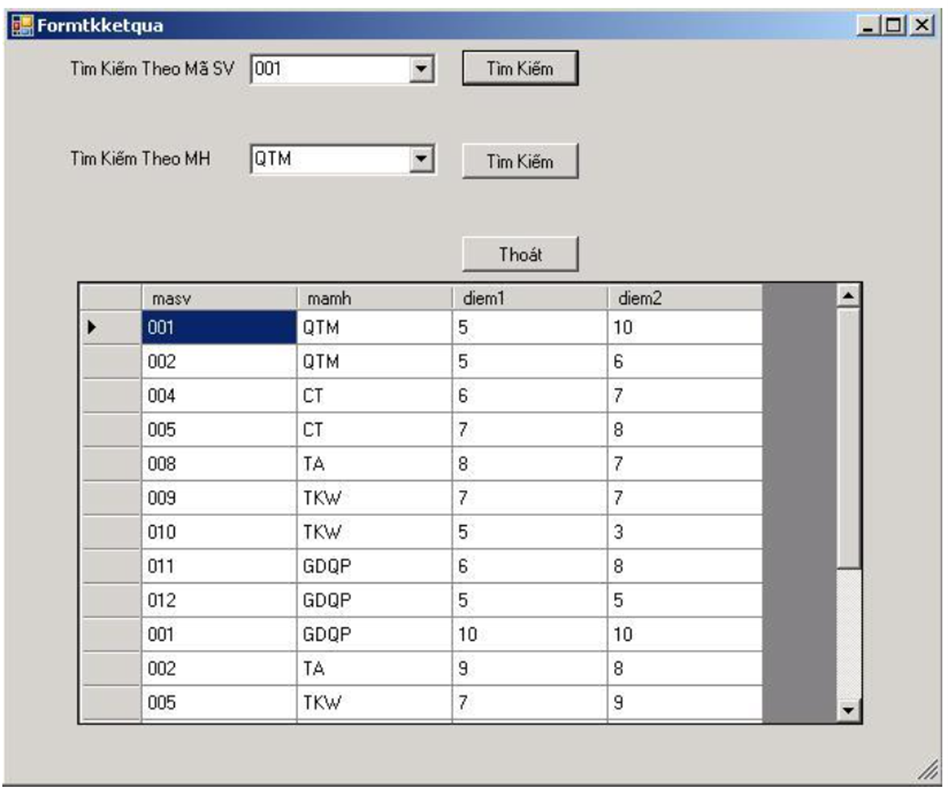 Formtkketqua
Tìm Kiếm Theo Mã SV 001 Tìm Kiếm
Tìm Kiếm Theo MH QTM Tìm Kiếm
Thoát
masv mamh diem1 diem2
001 QTM 5 10
002 QTM 5 6
004 CT 6 7
005 CT 7 8
008 TA 8 7
009 TKW 7 7
010 TKW 5 3
011 GDQP 6 8
012 GDQP 5 5
001 GDQP 10 10
002 TA 9 8
005 TKW 7 9